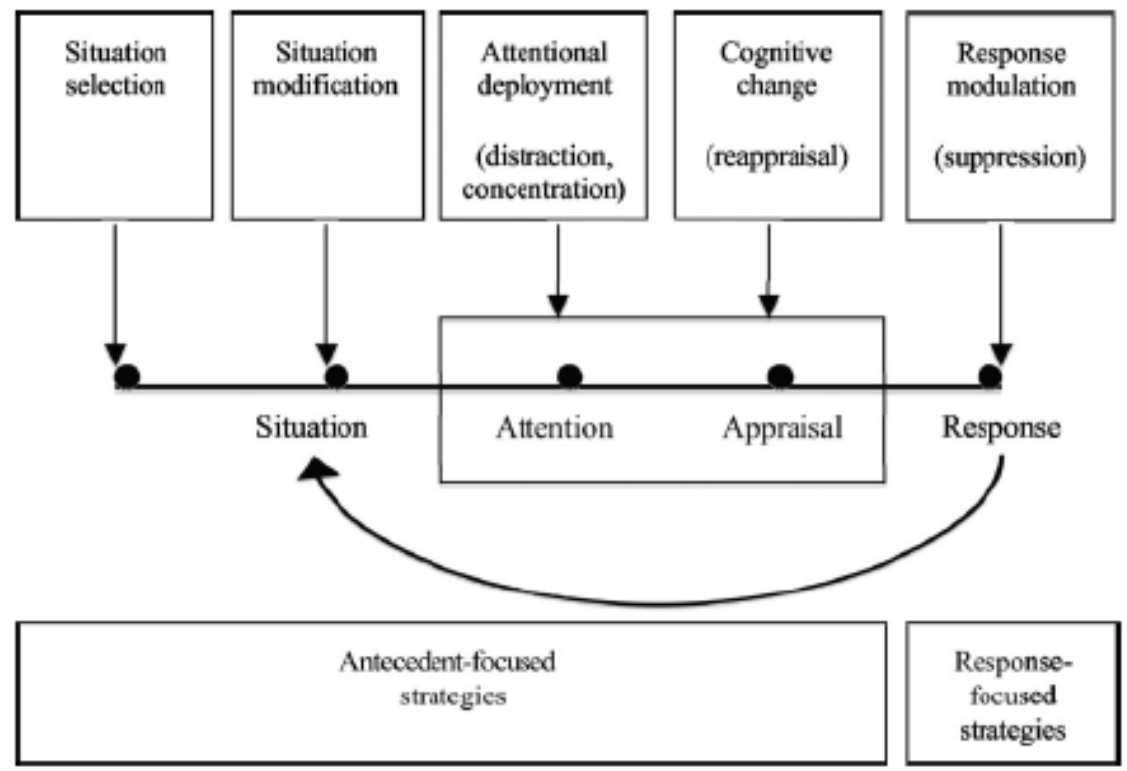 Situation
selection
Situation
modification
Attentional
deployment
(distraction,
concentration)
Cognitive
change
(reappraisal)
Response
modulation
(suppression)
Situation
Attention
Appraisal
Response
Antecedent-focused
strategies
Response-
focused
strategies